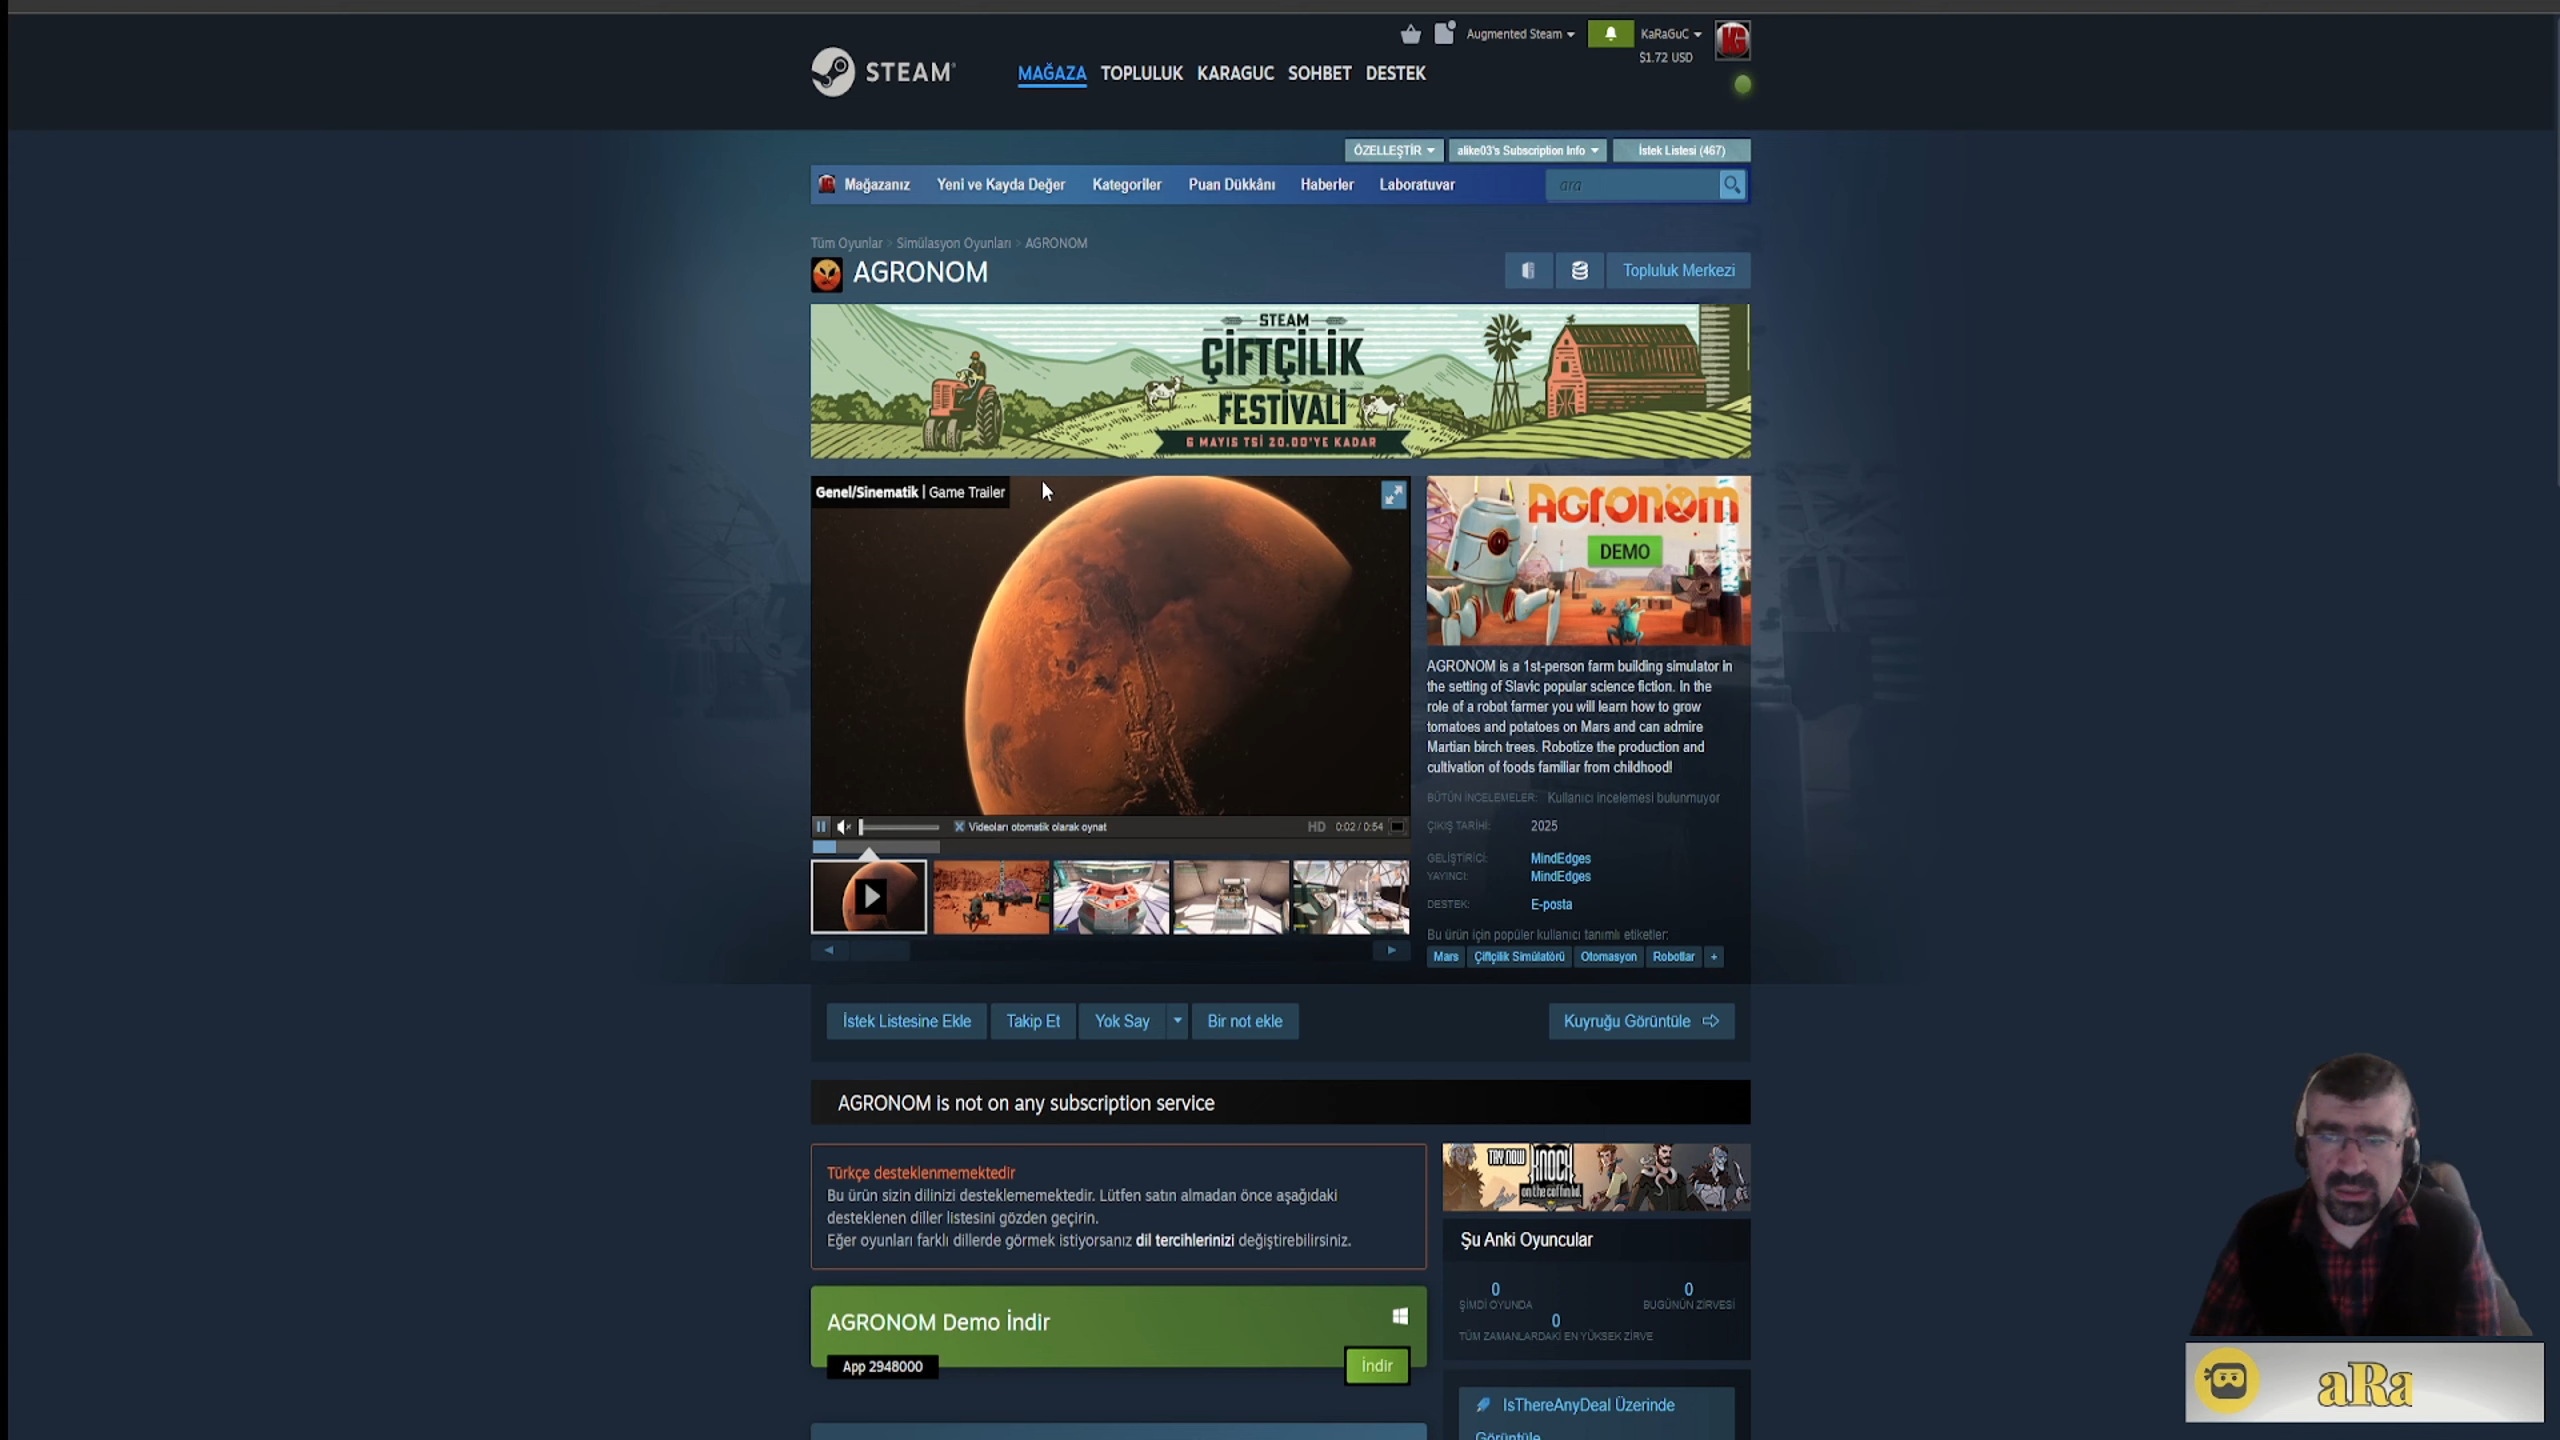 Augmented Steam
KaRaGuC
$1.72 USD
STEAM
MAĞAZA TOPLULUK KARAGUC SOHBET DESTEK
ÖZELLEŞTİR
alike03's Subscription Info
İstek Listesi (467)
Mağazanız Yeni ve Kayda Değer Kategoriler Puan Dükkânı Haberler Laboratuvar
ara
Tüm Oyunlar > Simülasyon Oyunları > AGRONOM
AGRONOM
Topluluk Merkezi
STEAM
ÇİFTÇİLİK
FESTİVALİ
6 MAYIS TSİ 20.00'YE KADAR
Genel/Sinematik | Game Trailer
Agronom
DEMO
AGRONOM is a 1st-person farm building simulator in
the setting of Slavic popular science fiction. In the
role of a robot farmer you will learn how to grow
tomatoes and potatoes on Mars and can admire
Martian birch trees. Robotize the production and
cultivation of foods familiar from childhood!
BÜTÜN İNCELEMELER: Kullanıcı incelemesi bulunmuyor
ÇIKIŞ TARİHİ: 2025
GELİŞTİRİCİ: MindEdges
YAYINCI: MindEdges
DESTEK: E-posta
Bu ürün için popüler kullanıcı tanımlı etiketler:
Mars Çiftçilik Simülatörü Otomasyon Robotlar +
Videoları otomatik olarak oynat
HD 0:02 / 0:54
İstek Listesine Ekle
Takip Et
Yok Say
Bir not ekle
Kuyruğu Görüntüle
AGRONOM is not on any subscription service
Türkçe desteklenmemektedir
Bu ürün sizin dilinizi desteklememektedir. Lütfen satın almadan önce aşağıdaki
desteklenen diller listesini gözden geçirin.
Eğer oyunları farklı dillerde görmek istiyorsanız dil tercihlerinizi değiştirebilirsiniz.
TRY NOW
KNOCK
on the coffin lid
Şu Anki Oyuncular
0
ŞİMDİ OYUNDA
0
BUGÜNÜN ZİRVESİ
0
TÜM ZAMANLARDAKİ EN YÜKSEK ZİRVE
AGRONOM Demo İndir
App 2948000
İndir
IsThereAnyDeal Üzerinde
Görüntüle
aRa